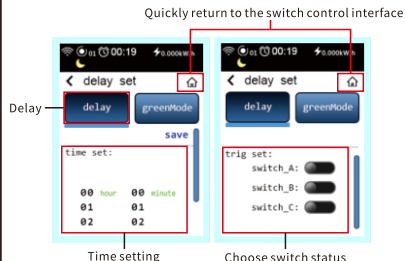 Quickly return to the switch control interface
01 00:19 0.000kW·h
delay set
Delay
delay greenMode
save
time set:
00 hour 00 minute
01 01
02 02
Time setting
01 00:19 0.000kW·h
delay set
delay greenMode
trig set:
switch_A:
switch_B:
switch_C:
Choose switch status